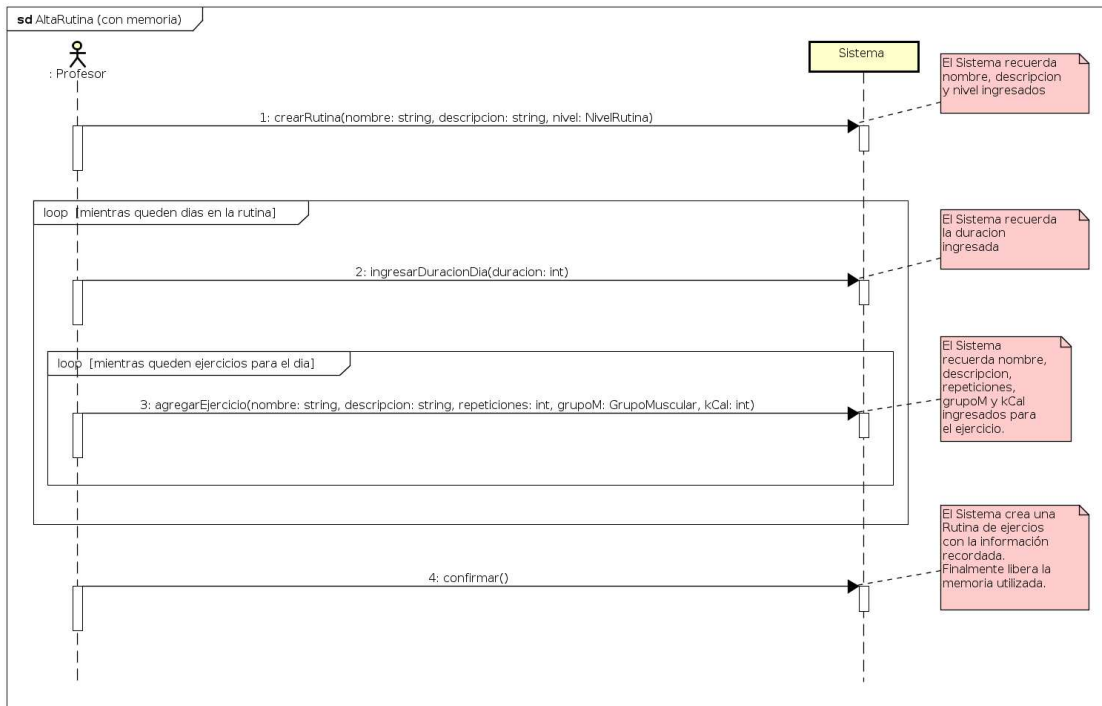 sd AltaRutina (con memoria)
: Profesor
Sistema
El Sistema recuerda
nombre, descripcion
y nivel ingresados
1: crearRutina(nombre: string, descripcion: string, nivel: NivelRutina)
loop [mientras queden dias en la rutina]
El Sistema recuerda
la duracion
ingresada
2: ingresarDuracionDia(duracion: int)
loop [mientras queden ejercicios para el dia]
El Sistema
recuerda nombre,
descripcion,
repeticiones,
grupoM y kCal
ingresados para
el ejercicio.
3: agregarEjercicio(nombre: string, descripcion: string, repeticiones: int, grupoM: GrupoMuscular, kCal: int)
El Sistema crea una
Rutina de ejercios
con la información
recordada.
Finalmente libera la
memoria utilizada.
4: confirmar()